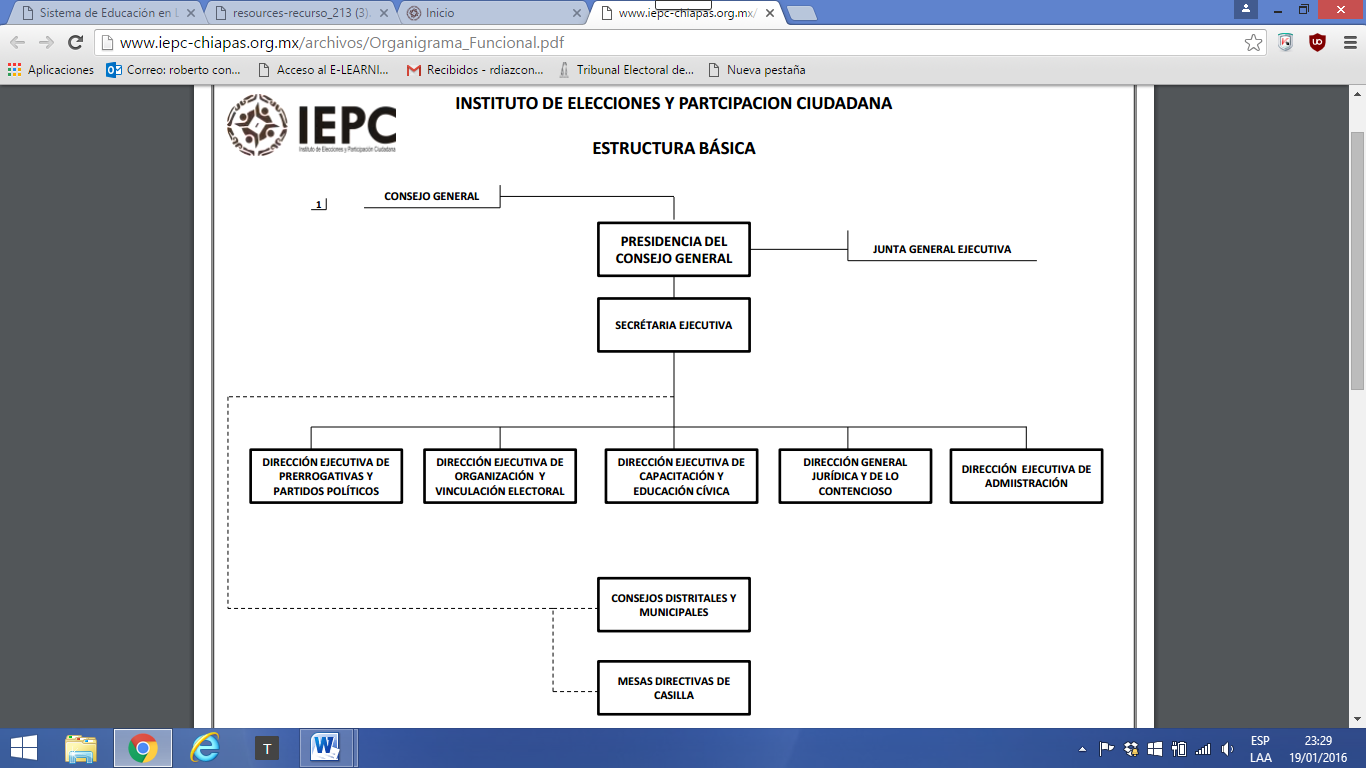 Sistema de Educación en L
resources-recurso_213 (3).
Inicio
www.iepc-chiapas.org.mx/
www.iepc-chiapas.org.mx/archivos/Organigrama_Funcional.pdf
Aplicaciones
Correo: roberto con...
Acceso al E-LEARNI...
Recibidos - rdiazcon...
Tribunal Electoral de...
Nueva pestaña
IEPC
Instituto de Elecciones y Participación Ciudadana
INSTITUTO DE ELECCIONES Y PARTCIPACION CIUDADANA
ESTRUCTURA BÁSICA
1
CONSEJO GENERAL
PRESIDENCIA DEL
CONSEJO GENERAL
JUNTA GENERAL EJECUTIVA
SECRÉTARIA EJECUTIVA
DIRECCIÓN EJECUTIVA DE
PRERROGATIVAS Y
PARTIDOS POLÍTICOS
DIRECCIÓN EJECUTIVA DE
ORGANIZACIÓN Y
VINCULACIÓN ELECTORAL
DIRECCIÓN EJECUTIVA DE
CAPACITACIÓN Y
EDUCACIÓN CÍVICA
DIRECCIÓN GENERAL
JURÍDICA Y DE LO
CONTENCIOSO
DIRECCIÓN EJECUTIVA DE
ADMIISTRACIÓN
CONSEJOS DISTRITALES Y
MUNICIPALES
MESAS DIRECTIVAS DE
CASILLA
T
ESP
LAA
23:29
19/01/2016